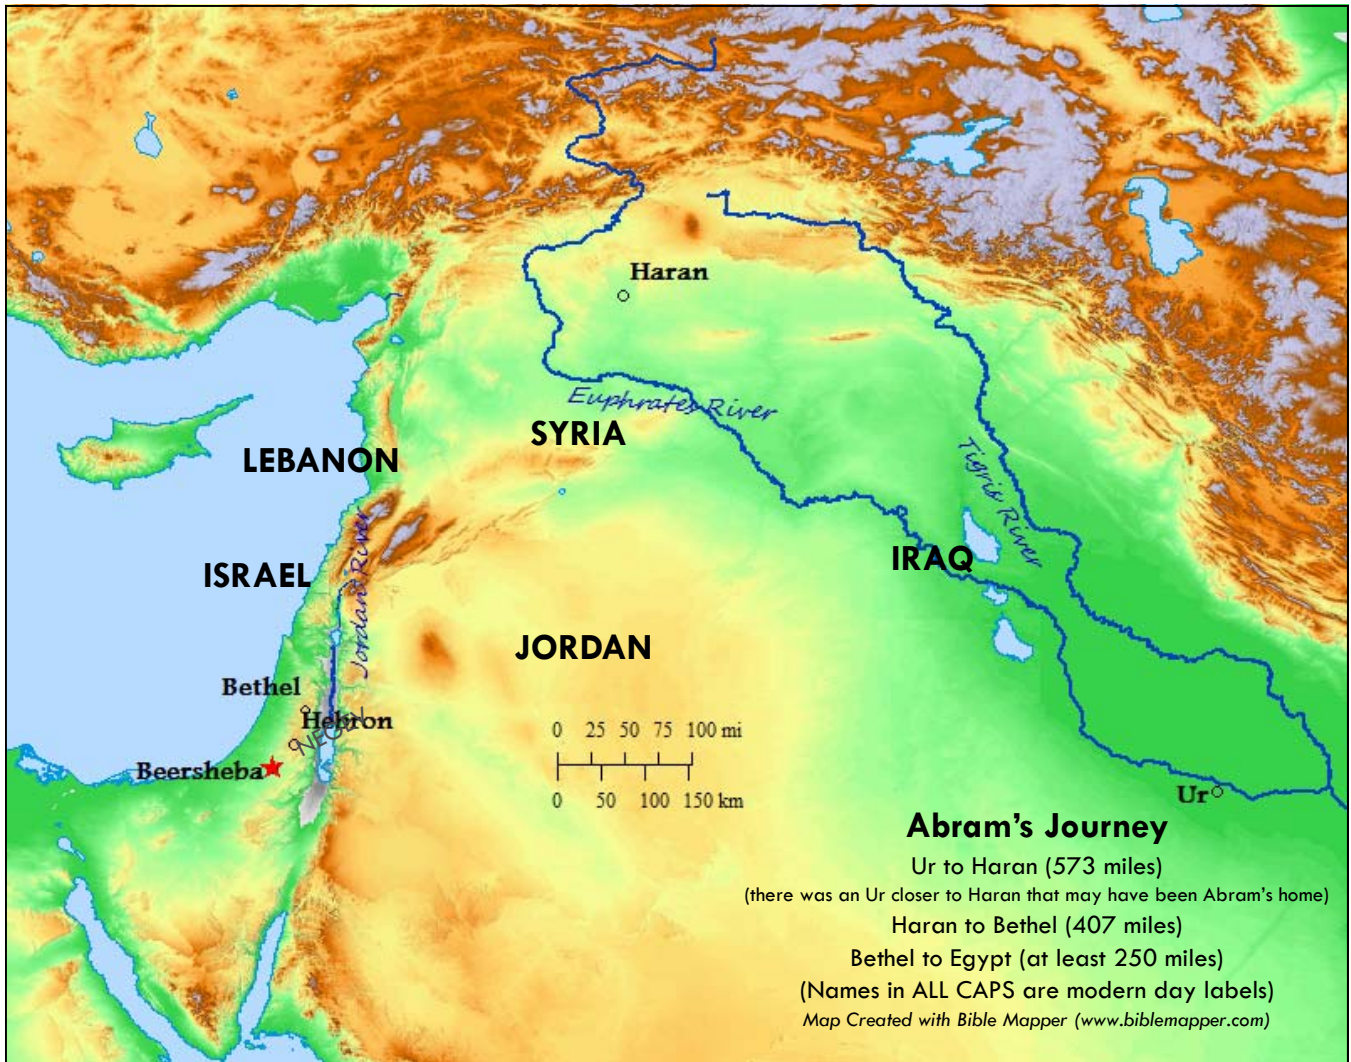 Haran
Euphrates River
SYRIA
LEBANON
Tigris River
Jordan River
IRAQ
ISRAEL
JORDAN
Bethel
Hebron
NEGEV
0 25 50 75 100 mi
Beersheba
0 50 100 150 km
Ur
Abram's Journey
Ur to Haran (573 miles)
(there was an Ur closer to Haran that may have been Abram's home)
Haran to Bethel (407 miles)
Bethel to Egypt (at least 250 miles)
(Names in ALL CAPS are modern day labels)
Map Created with Bible Mapper (www.biblemapper.com)